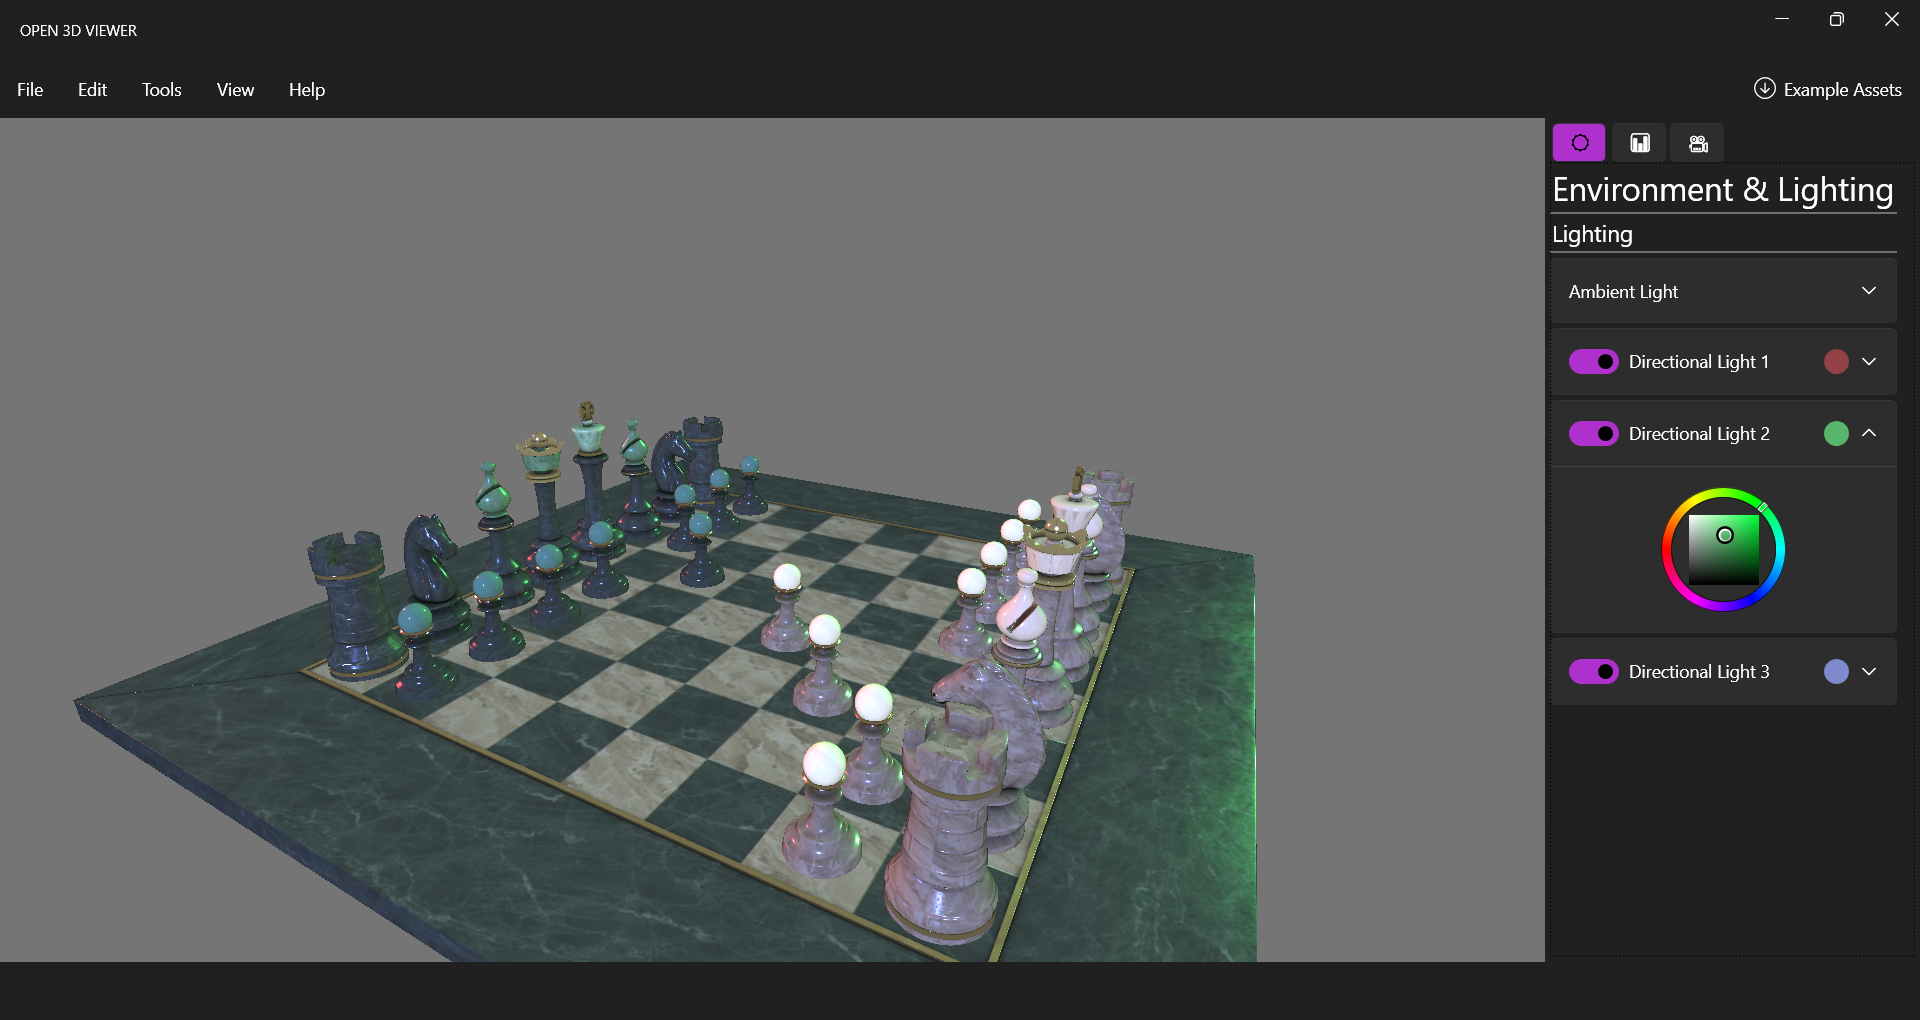 OPEN 3D VIEWER
File Edit Tools View Help
Example Assets
Environment & Lighting
Lighting
Ambient Light
Directional Light 1
Directional Light 2
Directional Light 3